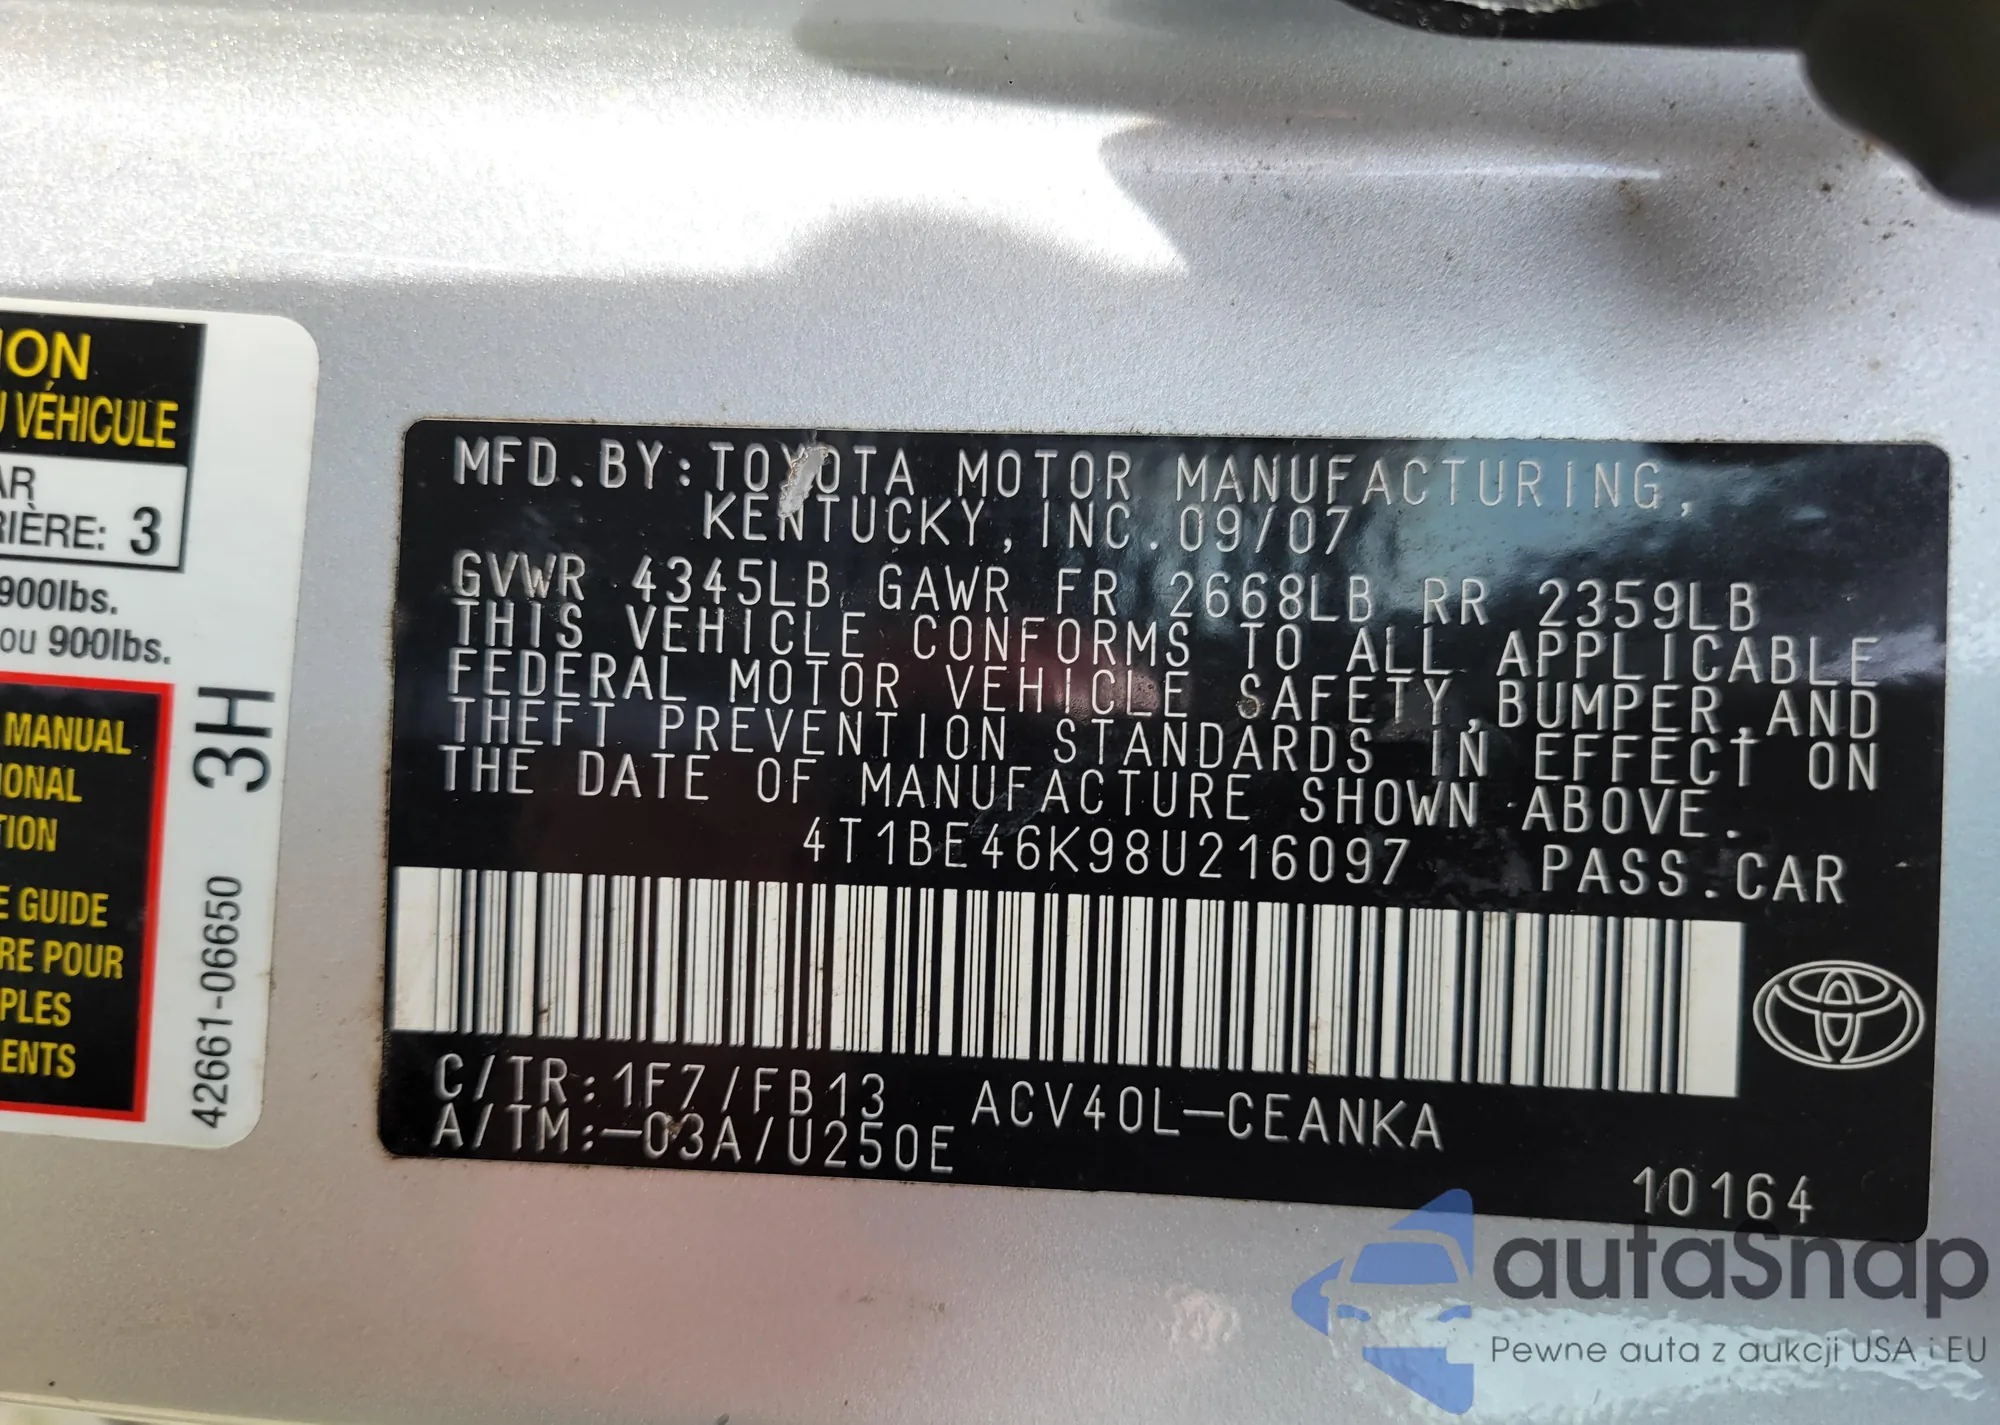 ION
U VÉHICULE
AR
RIÈRE: 3
900lbs.
ou 900lbs.
MANUAL
IONAL
TION
E GUIDE
RE POUR
PLES
ENTS
3H
42661-06650
MFD.BY:TOYOTA MOTOR MANUFACTURING,
KENTUCKY,INC.09/07
GVWR 4345LB GAWR FR 2668LB RR 2359LB
THIS VEHICLE CONFORMS TO ALL APPLICABLE
FEDERAL MOTOR VEHICLE SAFETY,BUMPER,AND
THEFT PREVENTION STANDARDS IN EFFECT ON
THE DATE OF MANUFACTURE SHOWN ABOVE.
4T1BE46K98U216097 PASS.CAR
C/TR:1F7/FB13 ACV40L-CEANKA
A/TM:-03A/U250E
10164
autaSnap
Pewne auta z aukcji USA i EU